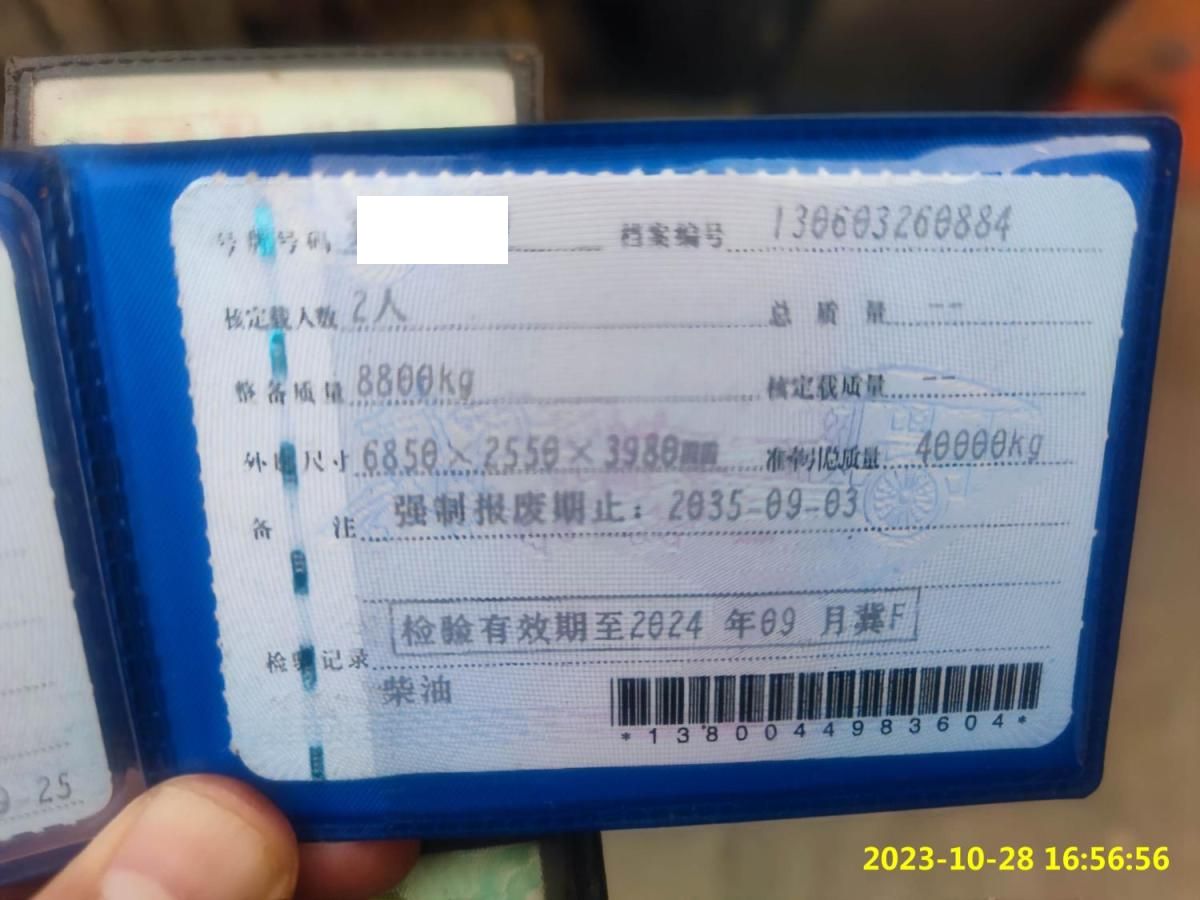 号牌号码 档案编号 130603260884
核定载人数 2人 总质量 --
整备质量 8800kg 核定载质量 --
外廓尺寸 6850×2550×3980mm 准牵引总质量 40000kg
备注 强制报废期止：2035-09-03
检验有效期至2024 年09 月冀F
检验记录
柴油
*1380044983604*
25
2023-10-28 16:56:56